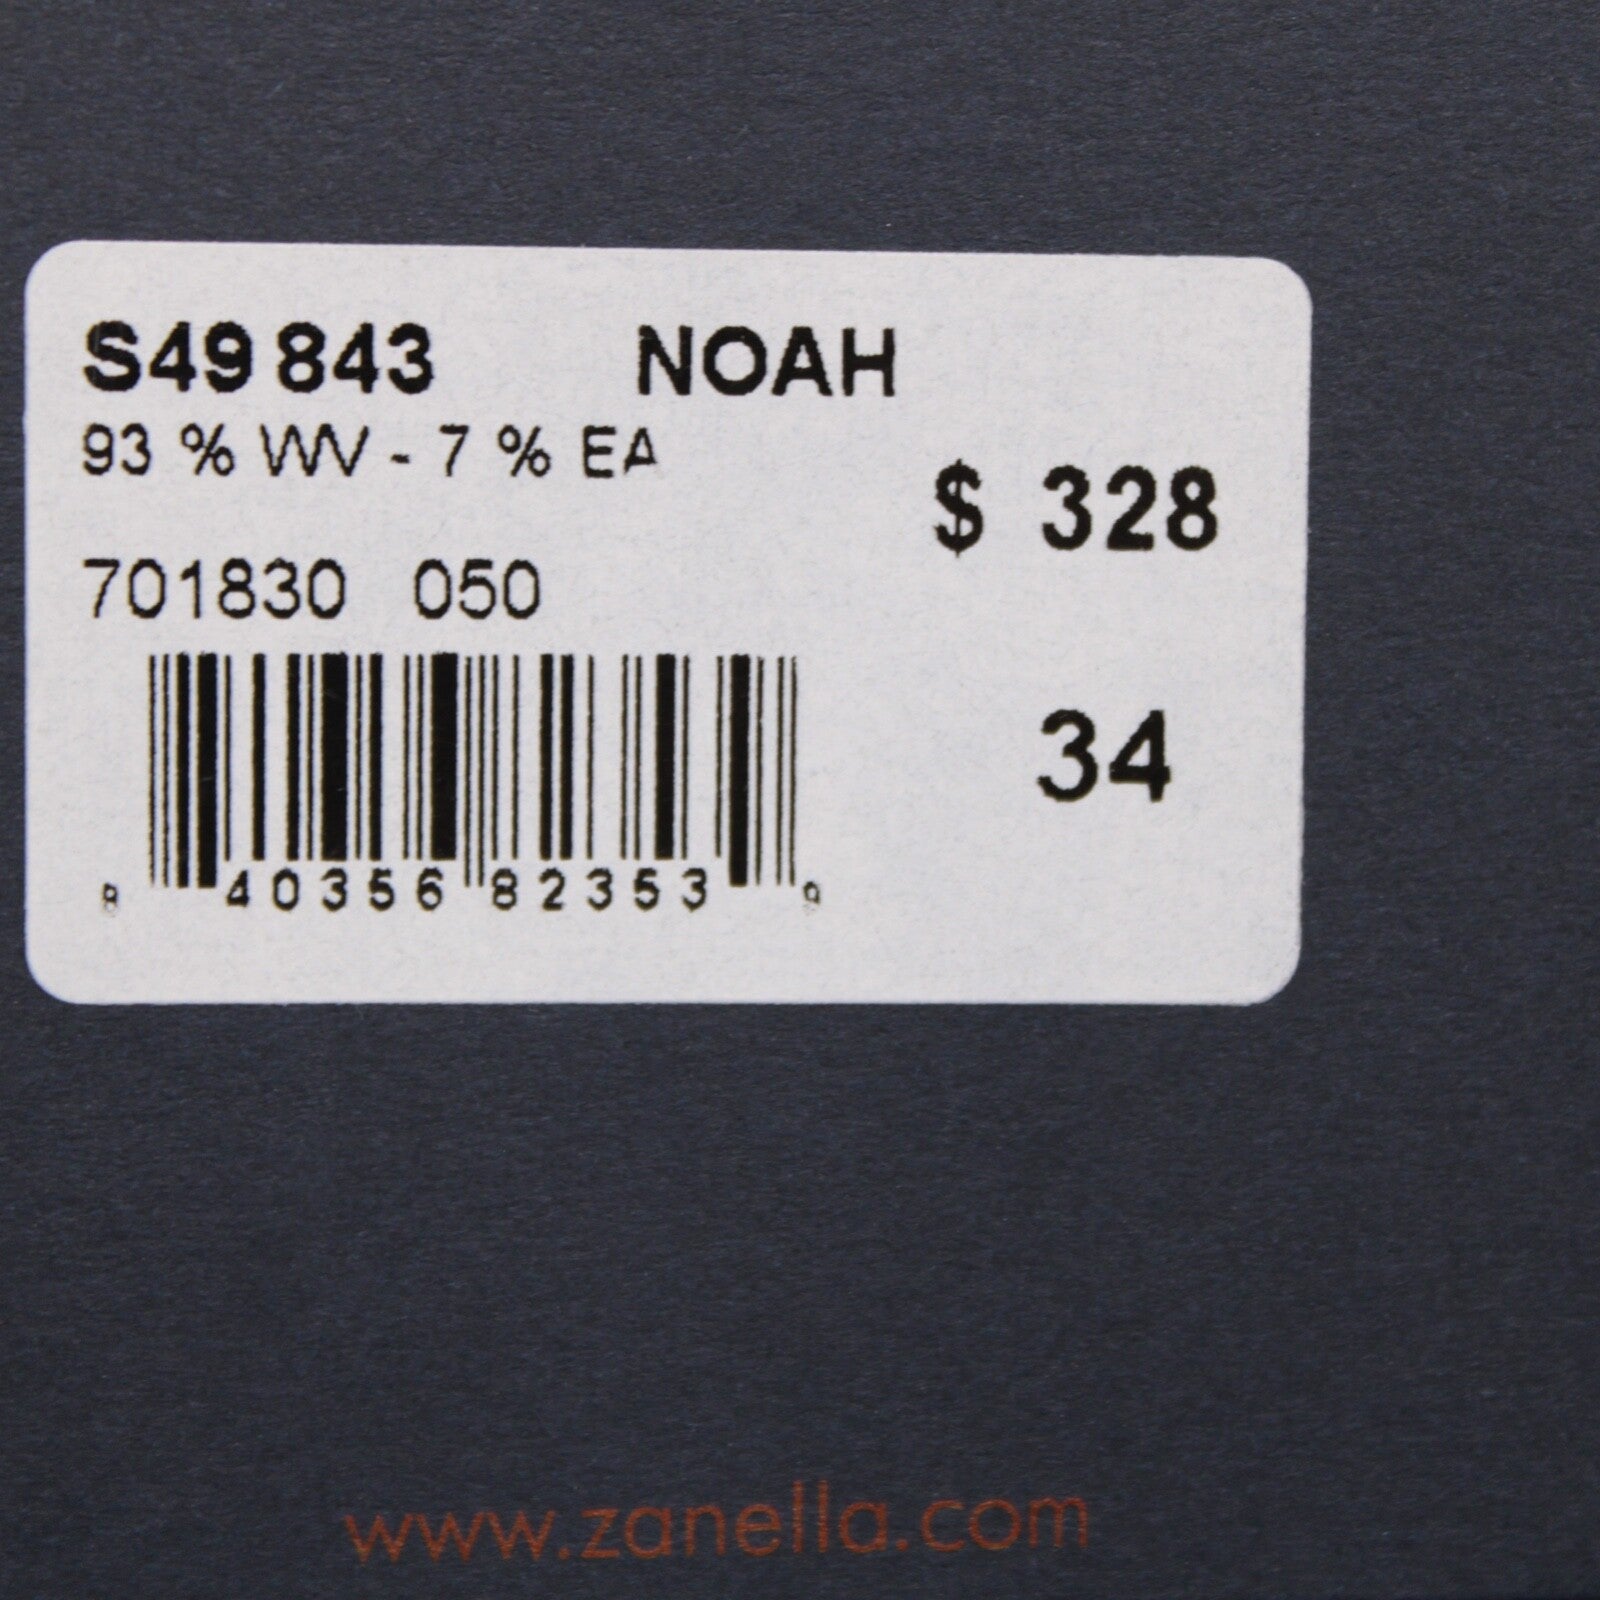 S49 843 NOAH
93 % WV - 7 % EA
$ 328
701830 050
34
8 40356 82353 9
www.zanella.com